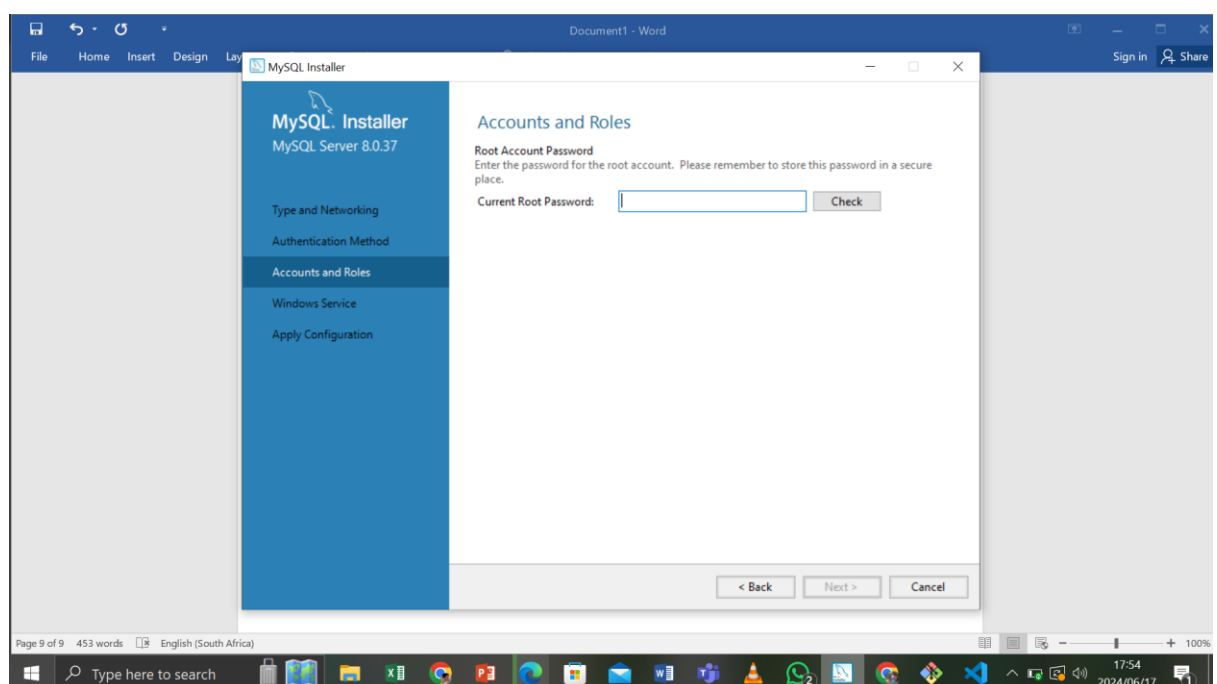 Document1 - Word
File Home Insert Design Lay
Sign in Share
MySQL Installer
MySQL. Installer
MySQL Server 8.0.37
Type and Networking
Authentication Method
Accounts and Roles
Windows Service
Apply Configuration
Accounts and Roles
Root Account Password
Enter the password for the root account. Please remember to store this password in a secure
place.
Current Root Password:
Check
< Back Next > Cancel
Page 9 of 9 453 words English (South Africa)
100%
Type here to search
17:54
2024/06/17